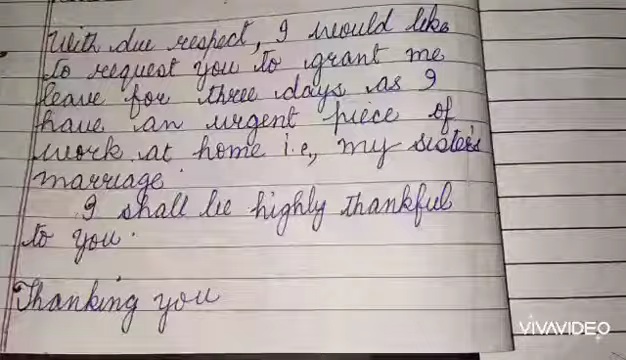 With due respect, I would like
to request you to grant me
leave for three days as I
have an urgent piece of
work at home i.e., my sister's
marriage.
I shall be highly thankful
to you.
Thanking you
VIVAVIDEO